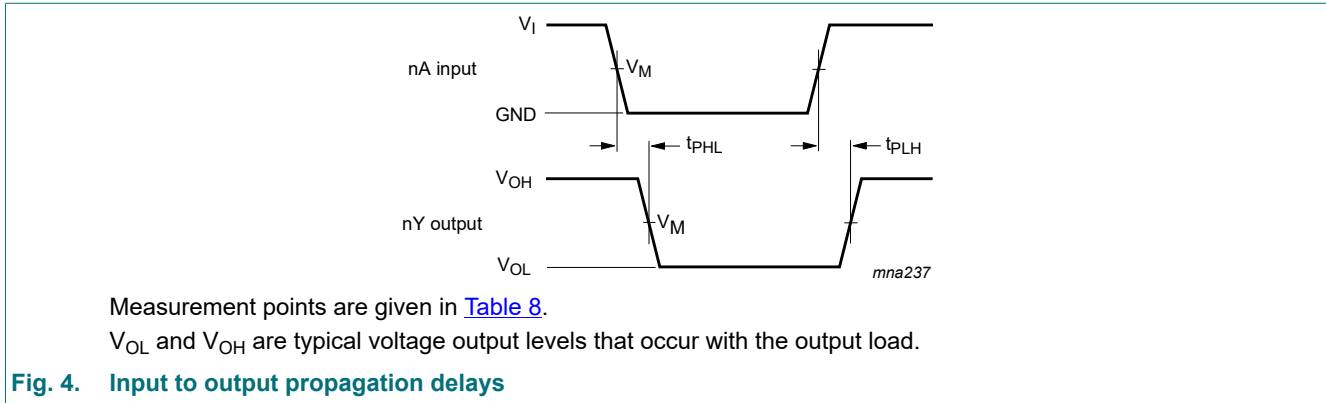 V_I
nA input
V_M
GND
t_PHL
t_PLH
V_OH
nY output
V_M
V_OL
mna237
Measurement points are given in Table 8.
V_OL and V_OH are typical voltage output levels that occur with the output load.
Fig. 4. Input to output propagation delays